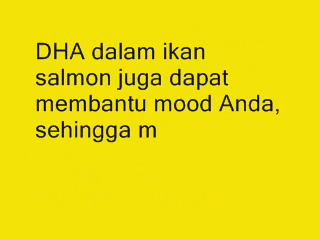 DHA dalam ikan
salmon juga dapat
membantu mood Anda,
sehingga m